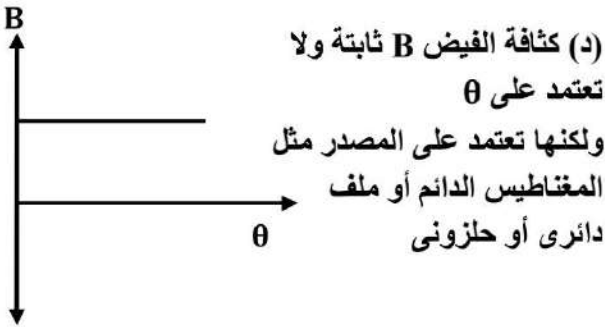 B
(د) كثافة الفيض B ثابتة ولا
تعتمد على θ
ولكنها تعتمد على المصدر مثل
المغناطيس الدائم أو ملف
دائرى أو حلزونى
θ